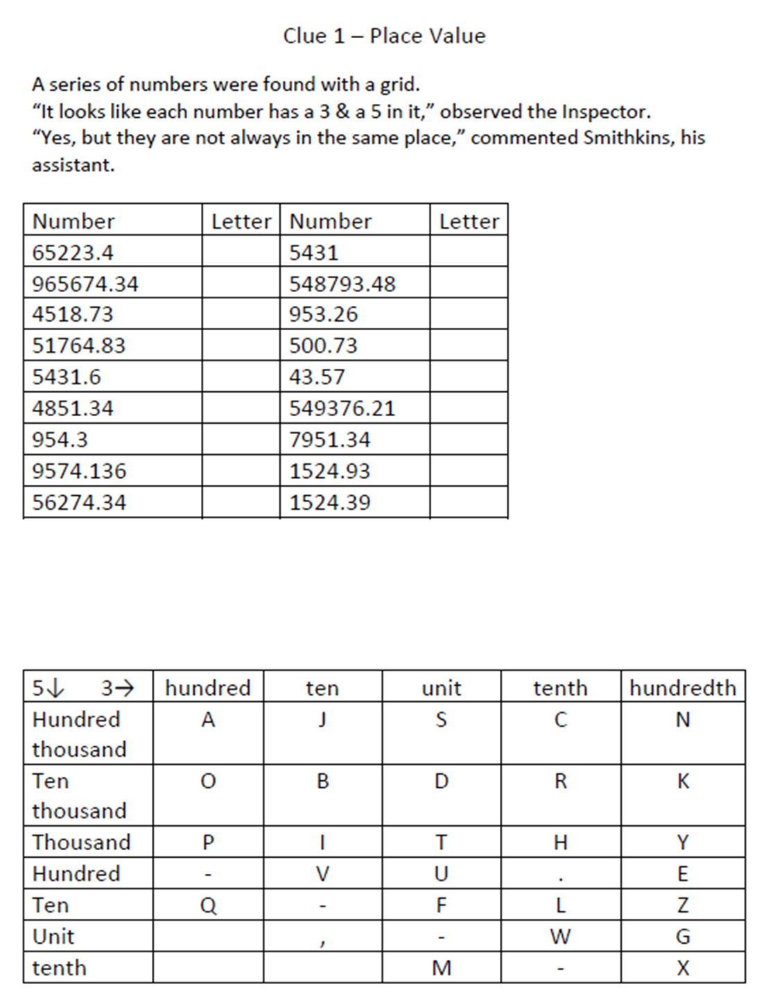 Clue 1 – Place Value
A series of numbers were found with a grid.
“It looks like each number has a 3 & a 5 in it,” observed the Inspector.
“Yes, but they are not always in the same place,” commented Smithkins, his
assistant.
Number Letter Number Letter
65223.4 5431
965674.34 548793.48
4518.73 953.26
51764.83 500.73
5431.6 43.57
4851.34 549376.21
954.3 7951.34
9574.136 1524.93
56274.34 1524.39
5↓ 3→ hundred ten unit tenth hundredth
Hundred A J S C N
thousand
Ten O B D R K
thousand
Thousand P I T H Y
Hundred - V U . E
Ten Q - F L Z
Unit , - W G
tenth M - X